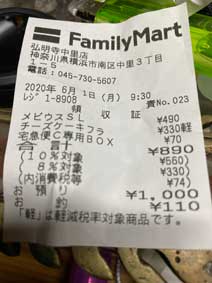 FamilyMart
弘明寺中里店
神奈川県横浜市南区中里3丁目
1-5
電話:045-730-5607
2020年 6月 1日(月) 9:30
レジ1-8908 責No.023
領 収 証
メビウスSL ¥490
チーズケーキフラ ¥330軽
宅急便C専用BOX ¥70
合 計 ¥890
(10%対象 ¥560)
(8%対象 ¥330)
(内消費税等 ¥74)
お預り ¥1,000
お釣 ¥110
「軽」は軽減税率対象商品です。